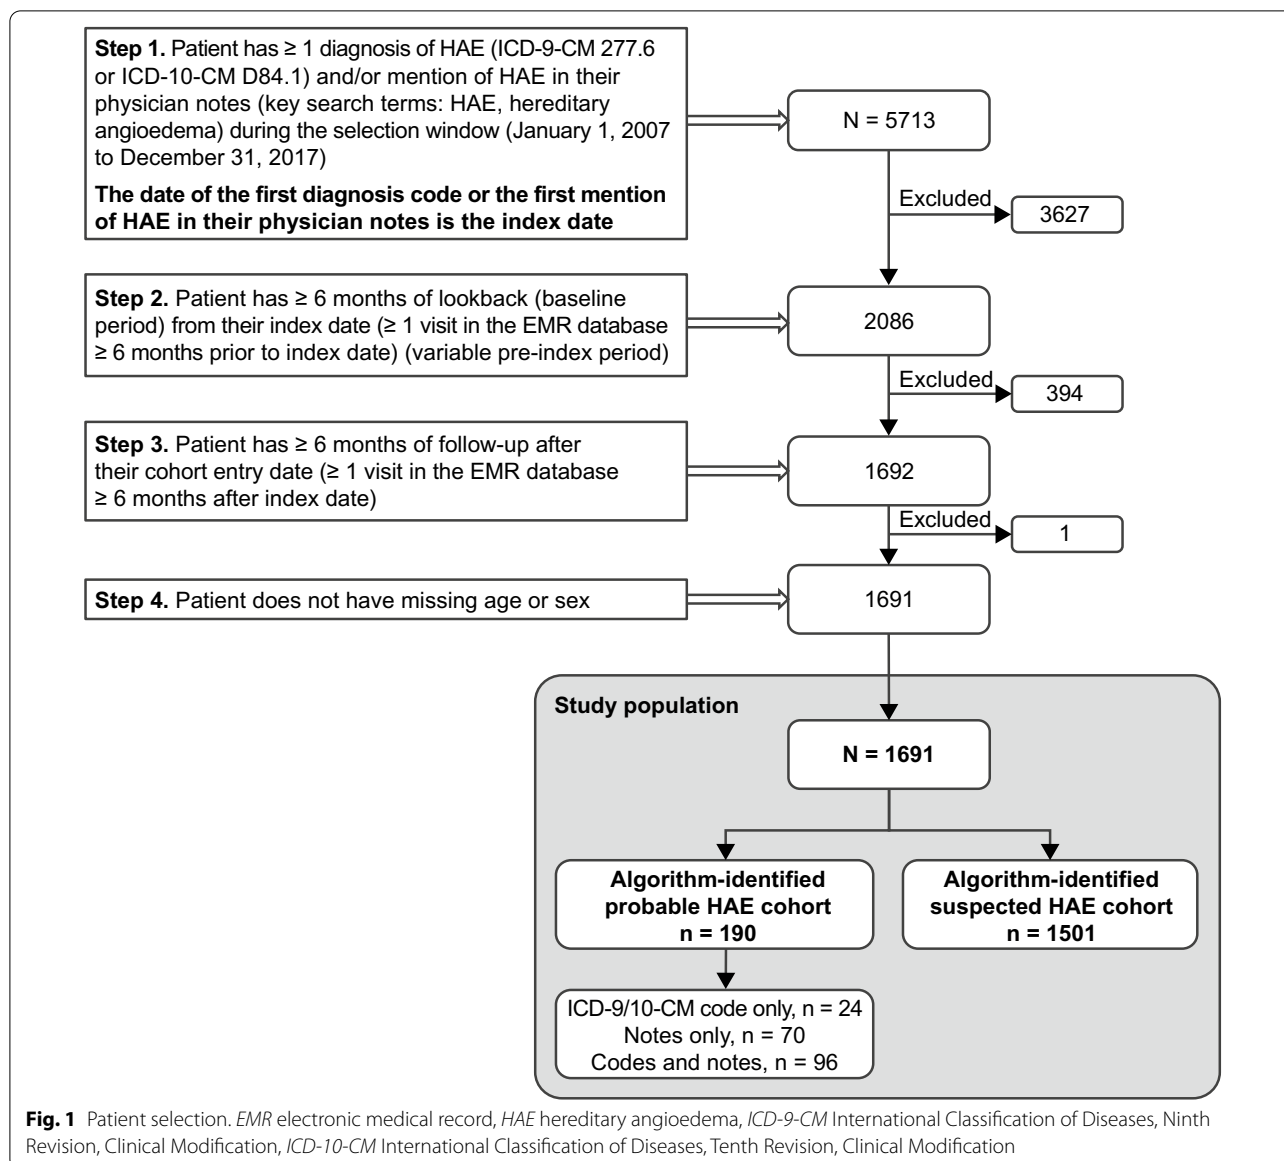 Step 1. Patient has ≥ 1 diagnosis of HAE (ICD-9-CM 277.6
or ICD-10-CM D84.1) and/or mention of HAE in their
physician notes (key search terms: HAE, hereditary
angioedema) during the selection window (January 1, 2007
to December 31, 2017)
The date of the first diagnosis code or the first mention
of HAE in their physician notes is the index date
N = 5713
Excluded
3627
Step 2. Patient has ≥ 6 months of lookback (baseline
period) from their index date (≥ 1 visit in the EMR database
≥ 6 months prior to index date) (variable pre-index period)
2086
Excluded
394
Step 3. Patient has ≥ 6 months of follow-up after
their cohort entry date (≥ 1 visit in the EMR database
≥ 6 months after index date)
1692
Excluded
1
Step 4. Patient does not have missing age or sex
1691
Study population
N = 1691
Algorithm-identified
probable HAE cohort
n = 190
Algorithm-identified
suspected HAE cohort
n = 1501
ICD-9/10-CM code only, n = 24
Notes only, n = 70
Codes and notes, n = 96
Fig. 1 Patient selection. EMR electronic medical record, HAE hereditary angioedema, ICD-9-CM International Classification of Diseases, Ninth
Revision, Clinical Modification, ICD-10-CM International Classification of Diseases, Tenth Revision, Clinical Modification